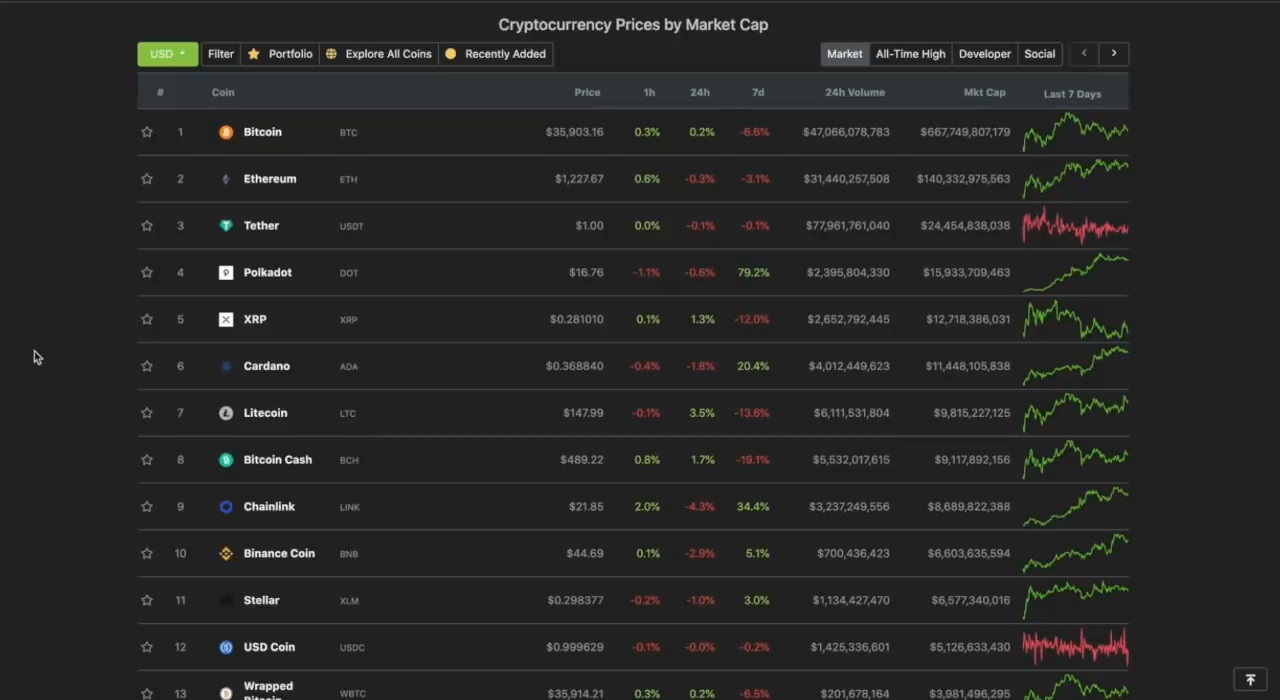 Cryptocurrency Prices by Market Cap
USD Filter Portfolio Explore All Coins Recently Added Market All-Time High Developer Social
# Coin Price 1h 24h 7d 24h Volume Mkt Cap Last 7 Days
1 Bitcoin BTC $35,903.16 0.3% 0.2% -6.6% $47,066,078,783 $667,749,807,179
2 Ethereum ETH $1,227.67 0.6% -0.3% -3.1% $31,440,257,508 $140,332,975,563
3 Tether USDT $1.00 0.0% -0.1% -0.1% $77,961,761,040 $24,454,838,038
4 Polkadot DOT $16.76 -1.1% -0.6% 79.2% $2,395,804,330 $15,933,709,463
5 XRP XRP $0.281010 0.1% 1.3% -12.0% $2,652,792,445 $12,718,386,031
6 Cardano ADA $0.368840 -0.4% -1.8% 20.4% $4,012,449,623 $11,448,105,838
7 Litecoin LTC $147.99 -0.1% 3.5% -13.6% $6,111,531,804 $9,815,227,125
8 Bitcoin Cash BCH $489.22 0.8% 1.7% -19.1% $5,532,017,615 $9,117,892,156
9 Chainlink LINK $21.85 2.0% -4.3% 34.4% $3,237,249,556 $8,689,822,388
10 Binance Coin BNB $44.69 0.1% -2.9% 5.1% $700,436,423 $6,603,635,594
11 Stellar XLM $0.298377 -0.2% -1.0% 3.0% $1,134,427,470 $6,577,340,016
12 USD Coin USDC $0.999629 -0.1% -0.0% -0.2% $1,425,336,601 $5,126,633,430
13 Wrapped Bitcoin WBTC $35,914.21 0.3% 0.2% -6.5% $201,678,164 $3,981,496,295